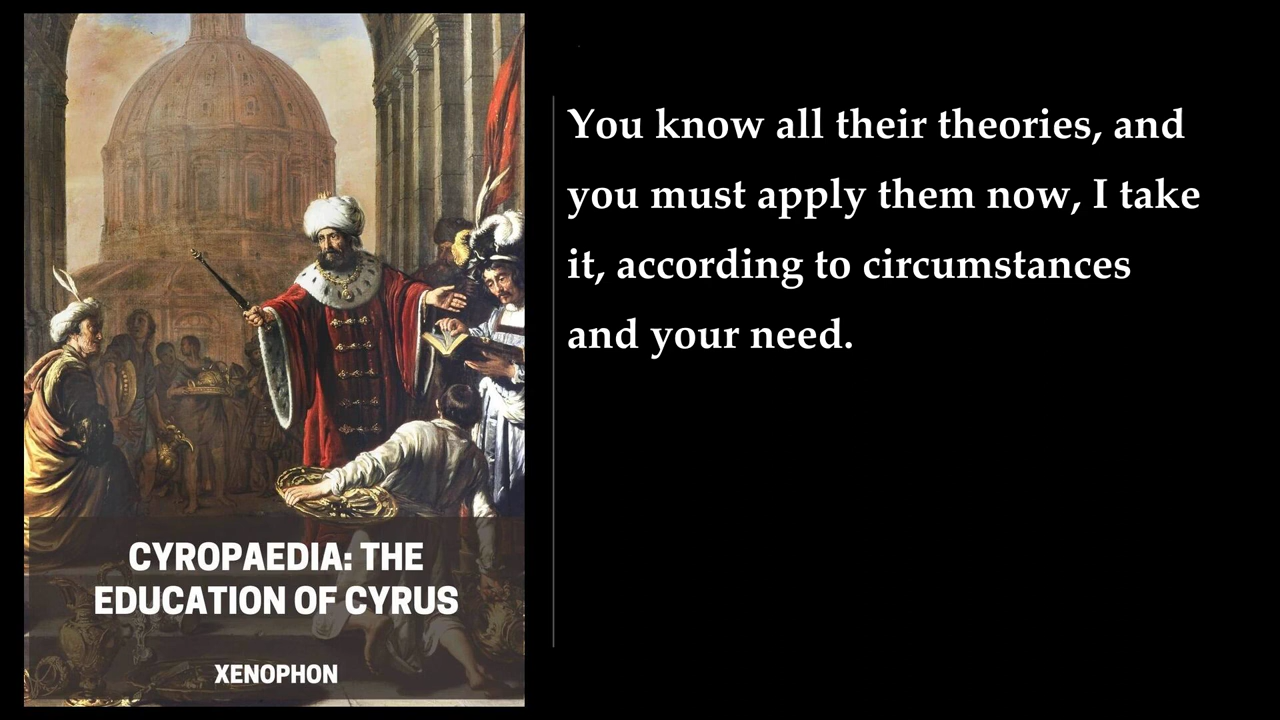 You know all their theories, and
you must apply them now, I take
it, according to circumstances
and your need.
CYROPAEDIA: THE
EDUCATION OF CYRUS
XENOPHON